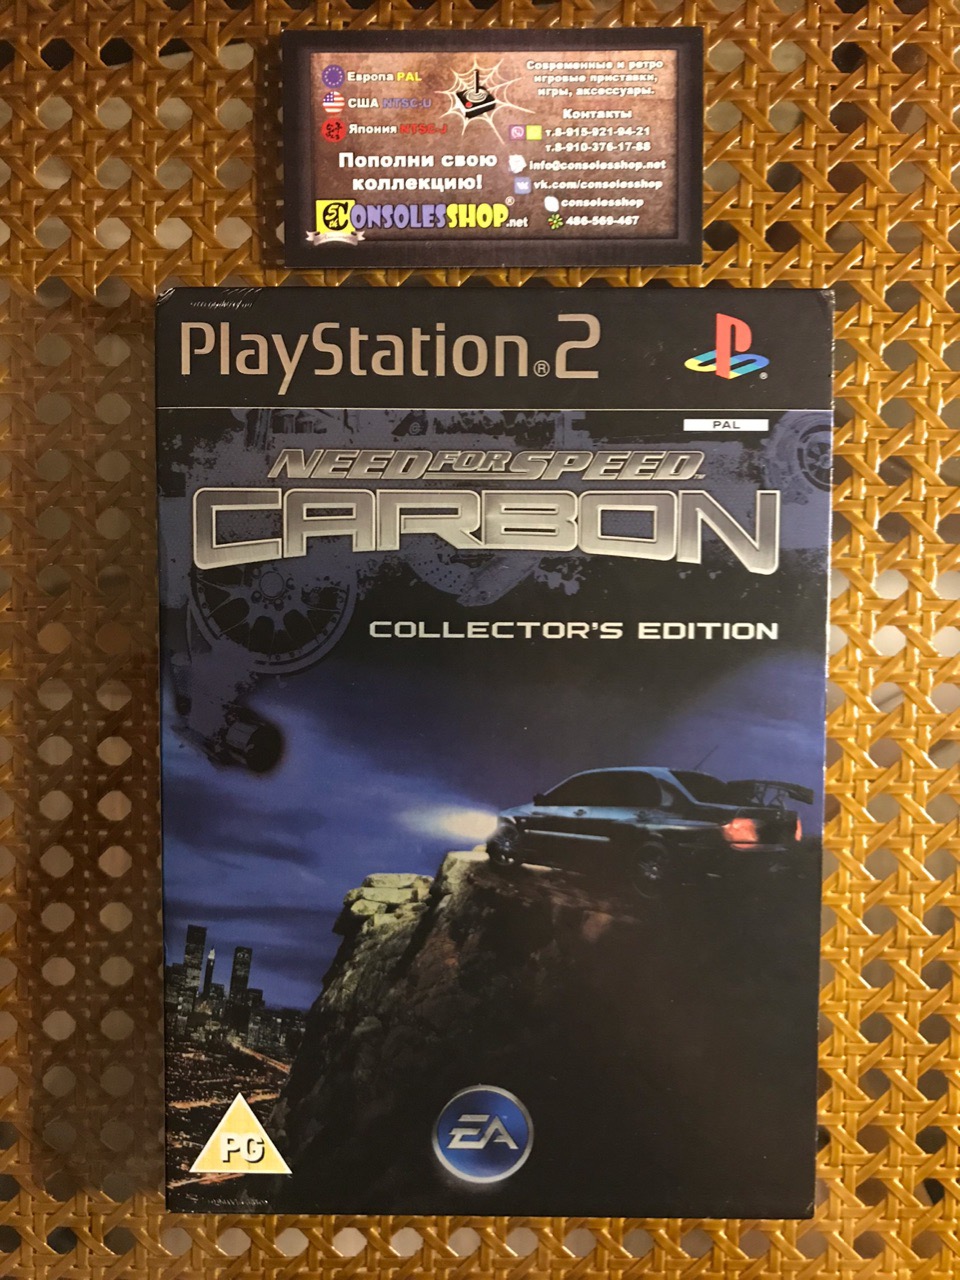 Европа PAL
США NTSC-U
Япония NTSC-J
Пополни свою
коллекцию!
CONSOLESSHOP®.net
Современные и ретро
игровые приставки,
игры, аксессуары.
Контакты
т.8-915-921-94-21
т.8-910-376-17-88
info@consolesshop.net
vk.com/consolesshop
consolesshop
486-569-467
PlayStation®2
PAL
NEED FOR SPEED™
CARBON
COLLECTOR'S EDITION
PG
EA